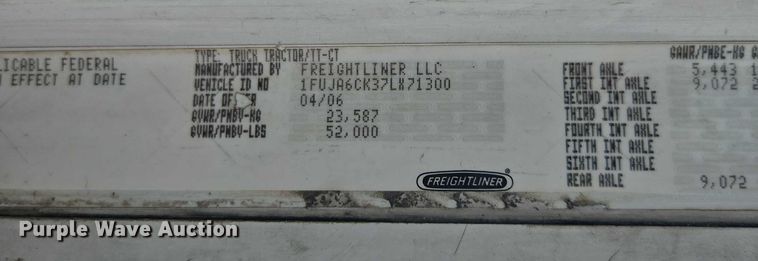 LICABLE FEDERAL
EFFECT AT DATE
TYPE: TRUCK TRACTOR/TT-CT
MANUFACTURED BY FREIGHTLINER LLC
VEHICLE ID NO 1FUJA6CK37LX71300
DATE OF 04/06
GVWR/PNBV-KG 23,587
GVWR/PNBV-LBS 52,000
GAWR/PNBE-KG
FRONT AXLE 5,443
FIRST INT AXLE 9,072
SECOND INT AXLE
THIRD INT AXLE
FOURTH INT AXLE
FIFTH INT AXLE
SIXTH INT AXLE
REAR AXLE 9,072
FREIGHTLINER
Purple Wave Auction